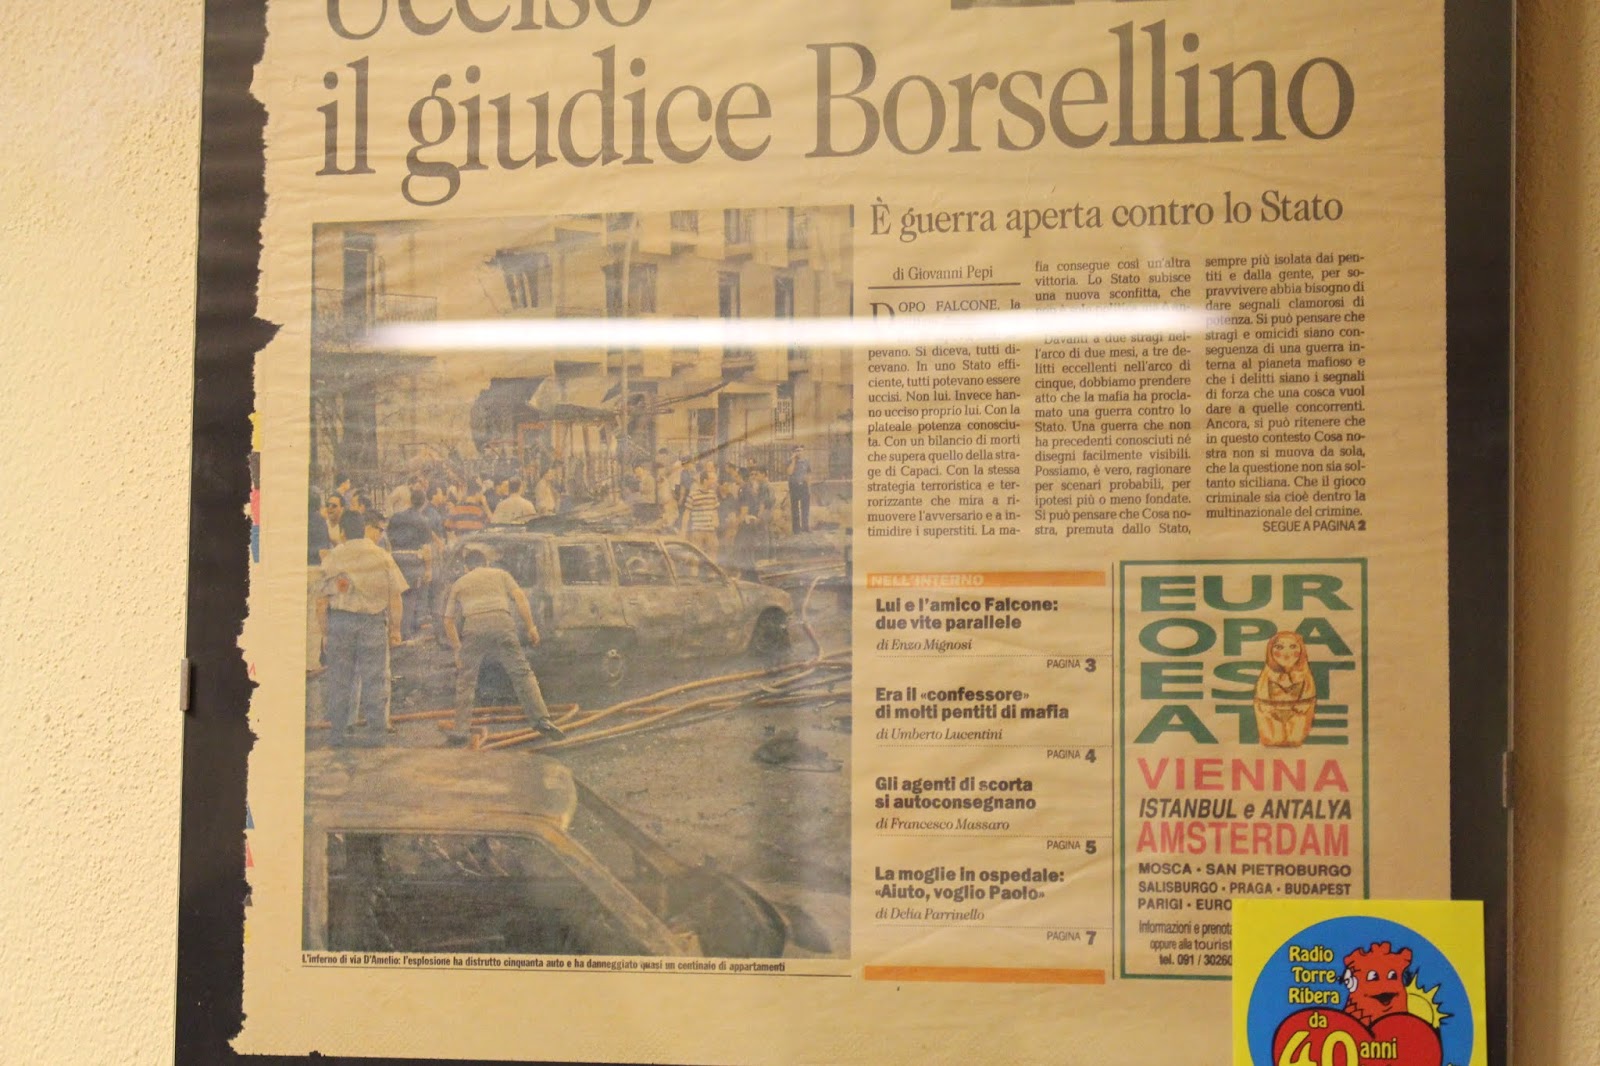 Ucciso
il giudice Borsellino
È guerra aperta contro lo Stato
di Giovanni Pepi
DOPO FALCONE, la
pevano. Si diceva, tutti di-
cevano. In uno Stato effi-
ciente, tutti potevano essere
uccisi. Non lui. Invece han-
no ucciso proprio lui. Con la
plateale potenza conosciu-
ta. Con un bilancio di morti
che supera quello della stra-
ge di Capaci. Con la stessa
strategia terroristica e ter-
rorizzante che mira a ri-
muovere l'avversario e a in-
timidire i superstiti. La ma-
fia consegue così un'altra
vittoria. Lo Stato subisce
una nuova sconfitta, che
Davanti a due stragi nel-
l'arco di due mesi, a tre de-
litti eccellenti nell'arco di
cinque, dobbiamo prendere
atto che la mafia ha procla-
mato una guerra contro lo
Stato. Una guerra che non
ha precedenti conosciuti né
disegni facilmente visibili.
Possiamo, è vero, ragionare
per scenari probabili, per
ipotesi più o meno fondate.
Si può pensare che Cosa no-
stra, premuta dallo Stato,
sempre più isolata dai pen-
titi e dalla gente, per so-
pravvivere abbia bisogno di
dare segnali clamorosi di
potenza. Si può pensare che
stragi e omicidi siano con-
seguenza di una guerra in-
terna al pianeta mafioso e
che i delitti siano i segnali
di forza che una cosca vuol
dare a quelle concorrenti.
Ancora, si può ritenere che
in questo contesto Cosa no-
stra non si muova da sola,
che la questione non sia sol-
tanto siciliana. Che il gioco
criminale sia cioè dentro la
multinazionale del crimine.
SEGUE A PAGINA 2
L'inferno di via D'Amelio: l'esplosione ha distrutto cinquanta auto e ha danneggiato quasi un centinaio di appartamenti
NELL'INTERNO
Lui e l'amico Falcone:
due vite parallele
di Enzo Mignosi
PAGINA 3
Era il «confessore»
di molti pentiti di mafia
di Umberto Lucentini
PAGINA 4
Gli agenti di scorta
si autoconsegnano
di Francesco Massaro
PAGINA 5
La moglie in ospedale:
«Aiuto, voglio Paolo»
di Delia Parrinello
PAGINA 7
EUR
OPA
EST
ATE
VIENNA
ISTANBUL e ANTALYA
AMSTERDAM
MOSCA • SAN PIETROBURGO
SALISBURGO • PRAGA • BUDAPEST
PARIGI • EURO
Informazioni e prenota
oppure alle tourist
tel. 091 / 30260
Radio
Torre
Ribera
da
40 anni